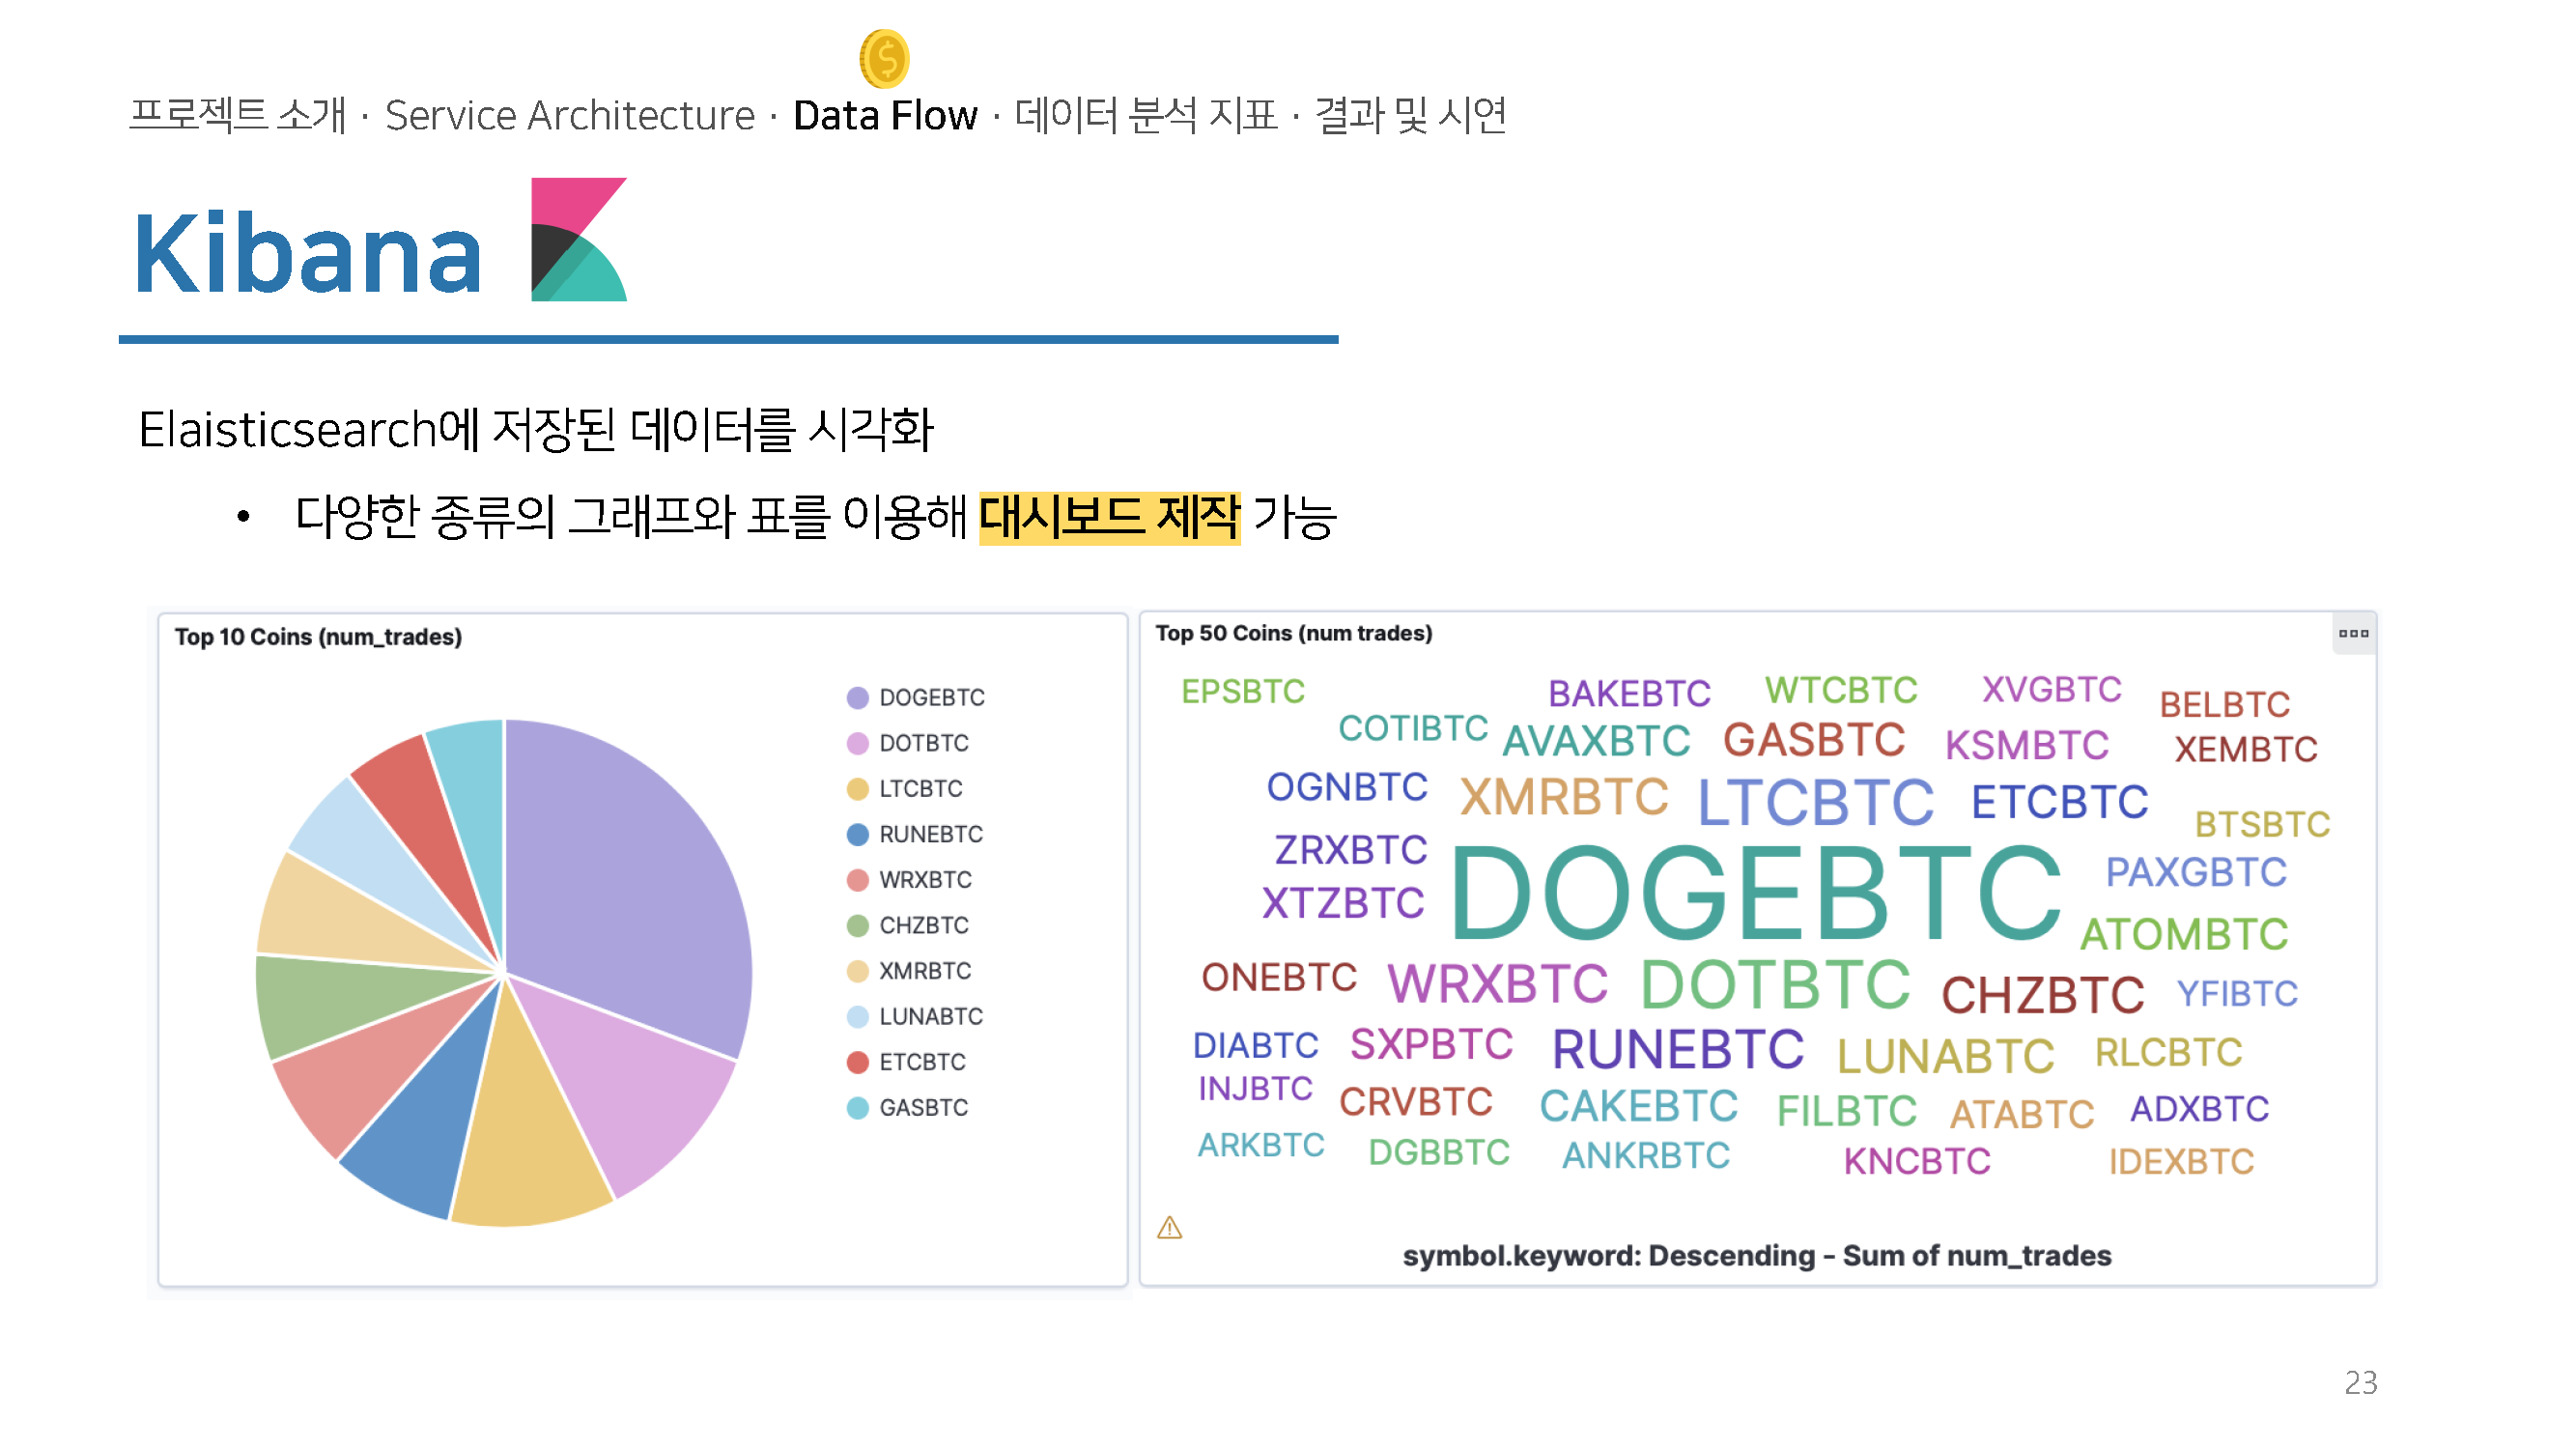 프로젝트 소개 · Service Architecture · Data Flow · 데이터 분석 지표 · 결과 및 시연
Kibana
Elaisticsearch에 저장된 데이터를 시각화
• 다양한 종류의 그래프와 표를 이용해 대시보드 제작 가능
Top 10 Coins (num_trades)
DOGEBTC
DOTBTC
LTCBTC
RUNEBTC
WRXBTC
CHZBTC
XMRBTC
LUNABTC
ETCBTC
GASBTC
Top 50 Coins (num trades)
EPSBTC BAKEBTC WTCBTC XVGBTC BELBTC
COTIBTC AVAXBTC GASBTC KSMBTC XEMBTC
OGNBTC XMRBTC LTCBTC ETCBTC BTSBTC
ZRXBTC DOGEBTC PAXGBTC
XTZBTC ATOMBTC
ONEBTC WRXBTC DOTBTC CHZBTC YFIBTC
DIABTC SXPBTC RUNEBTC LUNABTC RLCBTC
INJBTC CRVBTC CAKEBTC FILBTC ATABTC ADXBTC
ARKBTC DGBBTC ANKRBTC KNCBTC IDEXBTC
symbol.keyword: Descending - Sum of num_trades
23